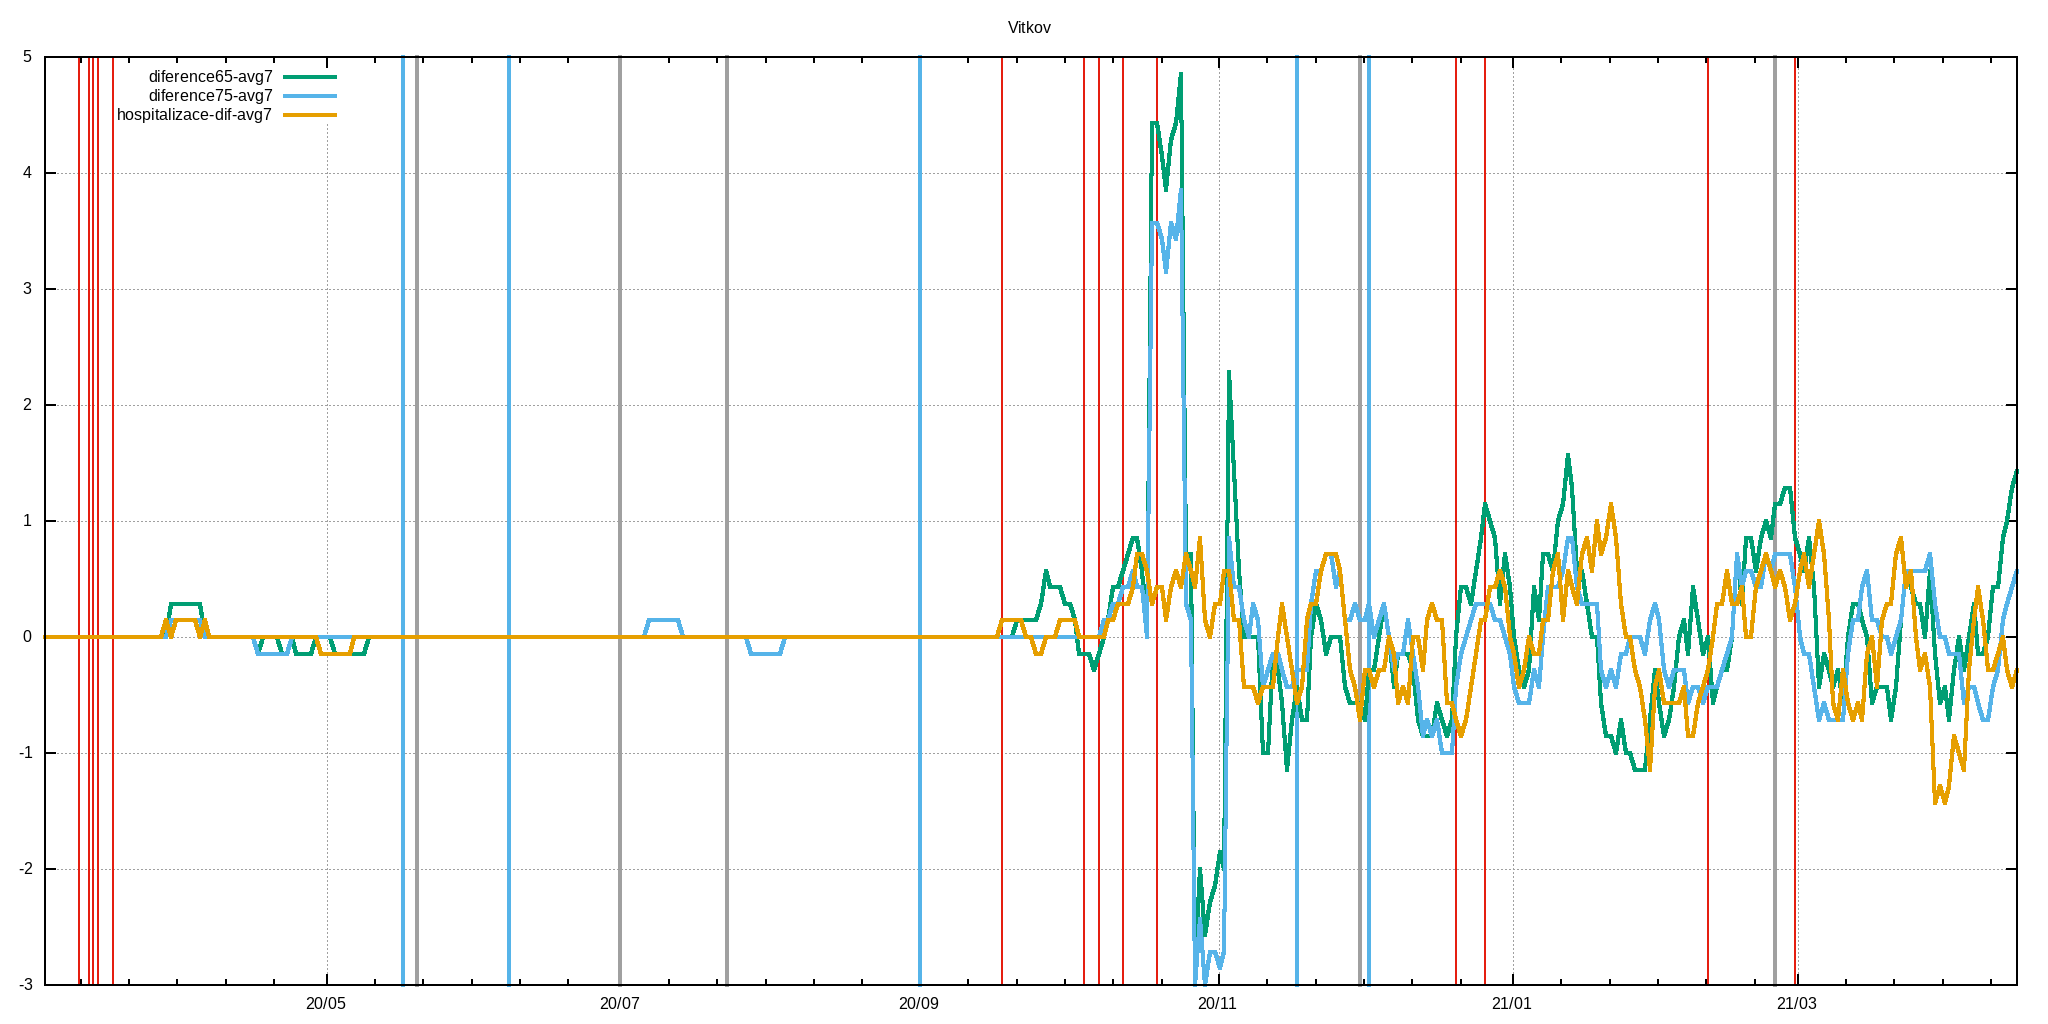 Vitkov
diference65-avg7
diference75-avg7
hospitalizace-dif-avg7
5
4
3
2
1
0
-1
-2
-3
20/05 20/07 20/09 20/11 21/01 21/03